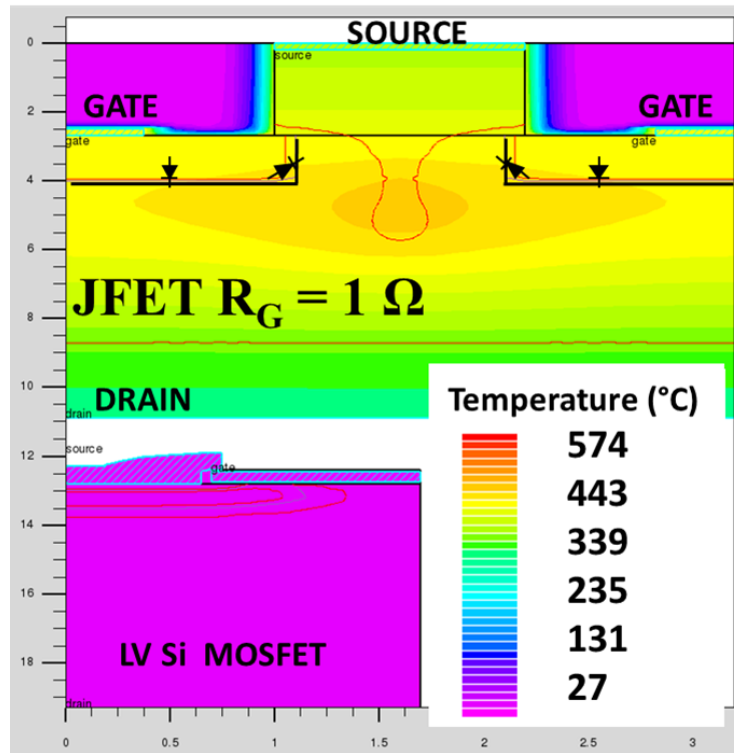 SOURCE
0
source
2
GATE
GATE
gate
gate
4
6
JFET R_G = 1 Ω
8
10
DRAIN
drain
Temperature (°C)
source
12
gate
574
14
443
339
16
235
131
18
LV Si MOSFET
27
drain
0
0.5
1
1.5
2
2.5
3